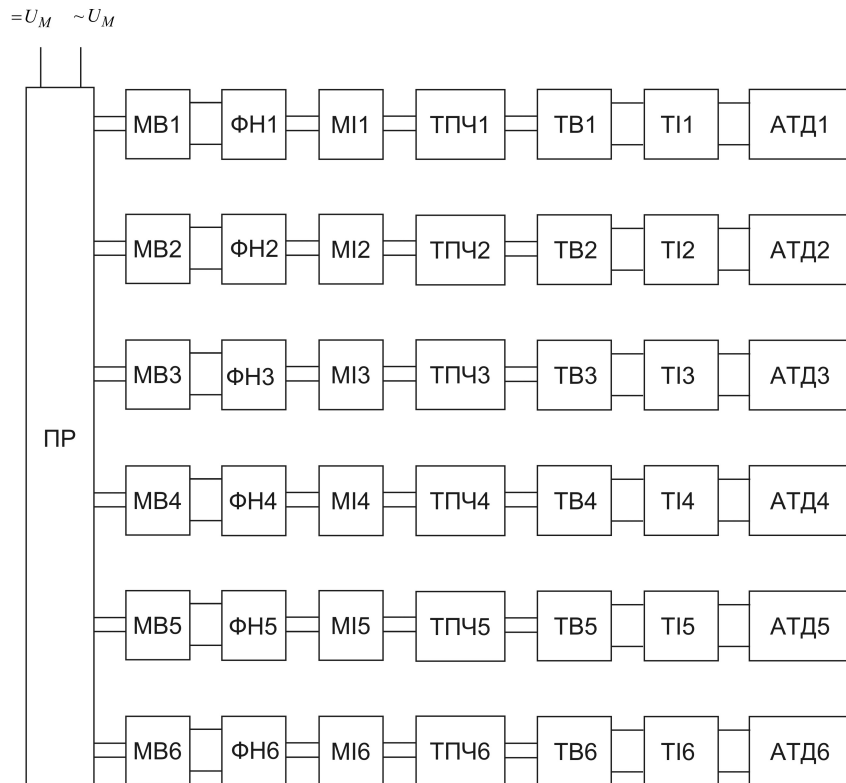 =U_M ~U_M
МВ1 ФН1 МІ1 ТПЧ1 ТВ1 ТІ1 АТД1
МВ2 ФН2 МІ2 ТПЧ2 ТВ2 ТІ2 АТД2
МВ3 ФН3 МІ3 ТПЧ3 ТВ3 ТІ3 АТД3
ПР
МВ4 ФН4 МІ4 ТПЧ4 ТВ4 ТІ4 АТД4
МВ5 ФН5 МІ5 ТПЧ5 ТВ5 ТІ5 АТД5
МВ6 ФН6 МІ6 ТПЧ6 ТВ6 ТІ6 АТД6